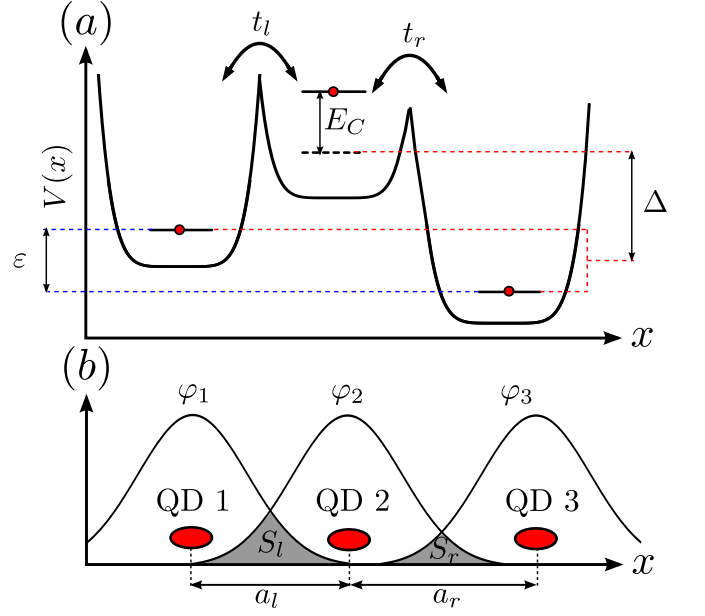 (a)
t_l
t_r
E_C
V(x)
Δ
ε
x
(b)
φ_1
φ_2
φ_3
QD 1
QD 2
QD 3
S_l
S_r
x
a_l
a_r